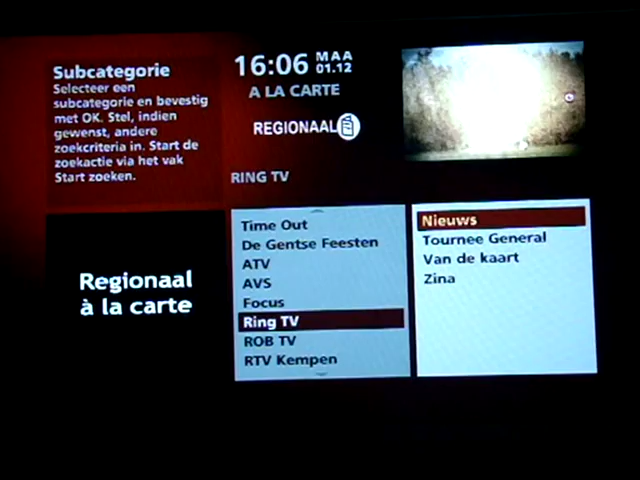 Subcategorie
Selecteer een
subcategorie en bevestig
met OK. Stel, indien
gewenst, andere
zoekcriteria in. Start de
zoekactie via het vak
Start zoeken.
16:06 MAA 01.12
A LA CARTE
REGIONAAL
RING TV
Regionaal
à la carte
Time Out
De Gentse Feesten
ATV
AVS
Focus
Ring TV
ROB TV
RTV Kempen
Nieuws
Tournee General
Van de kaart
Zina